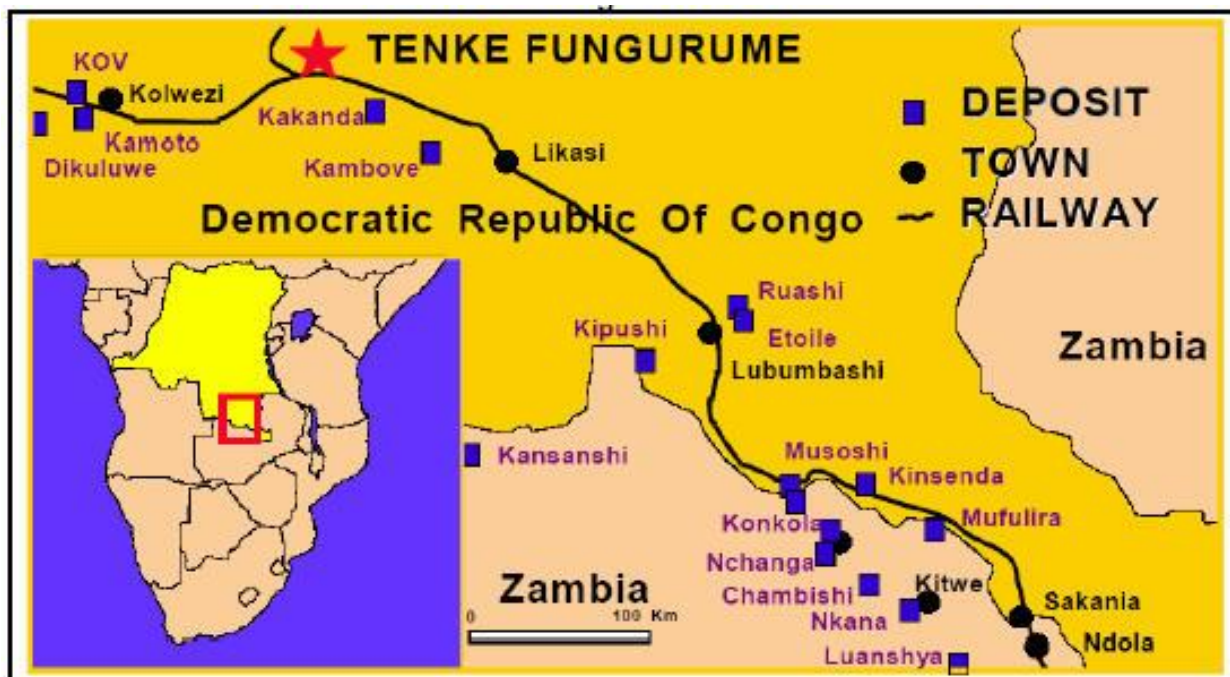 TENKE FUNGURUME
KOV
Kolwezi
Kakanda
DEPOSIT
Kamoto
Likasi
TOWN
Dikuluwe
Kambove
Democratic Republic Of Congo
RAILWAY
Ruashi
Kipushi
Etoile
Zambia
Lubumbashi
Kansanshi
Musoshi
Kinsenda
Konkola
Mufulira
Nchanga
Zambia
Chambishi
Kitwe
0 100 Km
Nkana
Sakania
Ndola
Luanshya